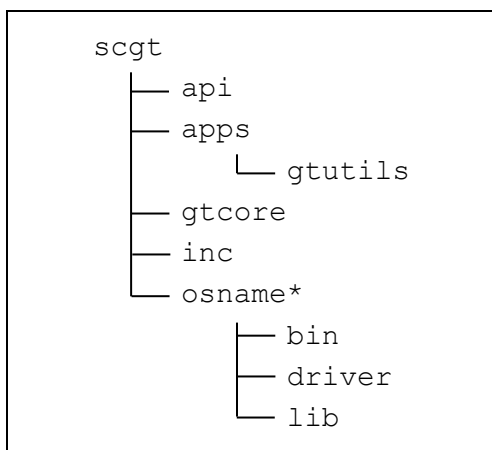 scgt
api
apps
gtutils
gtcore
inc
osname*
bin
driver
lib